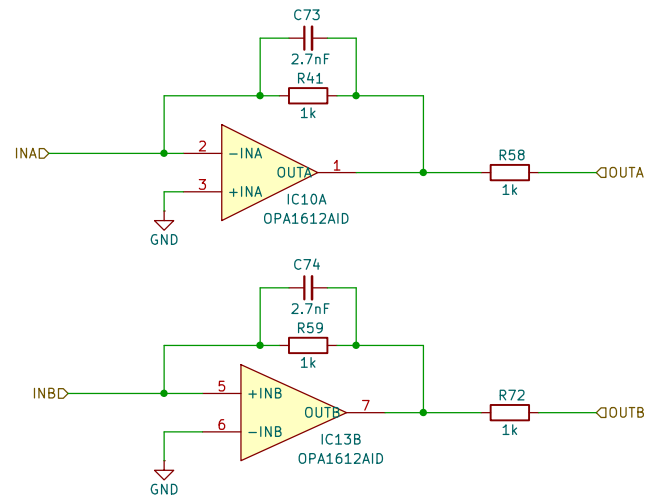 C73
2.7nF
R41
1k
INA
2
-INA
1
OUTA
R58
1k
OUTA
3
+INA
IC10A
OPA1612AID
GND
C74
2.7nF
R59
1k
INB
5
+INB
7
OUTB
R72
1k
OUTB
6
-INB
IC13B
OPA1612AID
GND